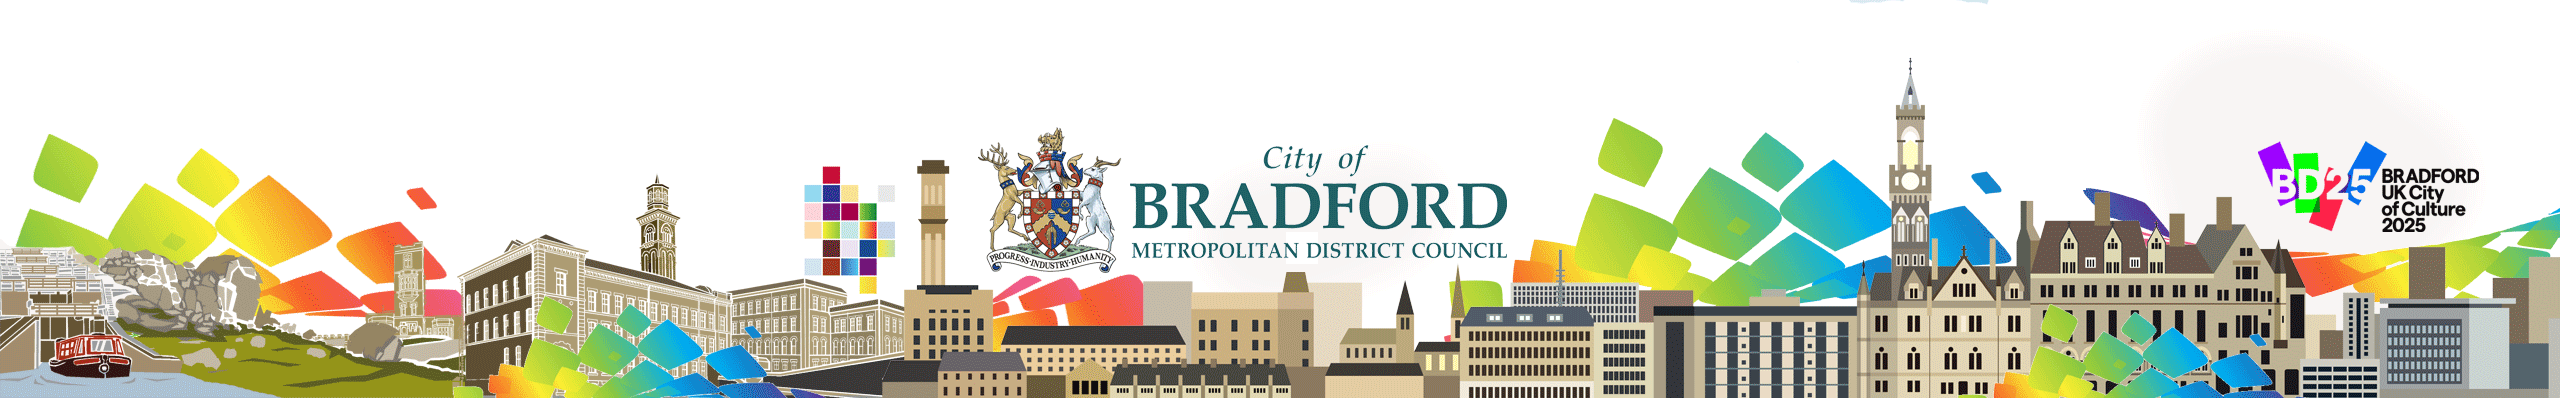 City of
BRADFORD
METROPOLITAN DISTRICT COUNCIL
PROGRESS·INDUSTRY·HUMANITY
BD25
BRADFORD
UK City
of Culture
2025